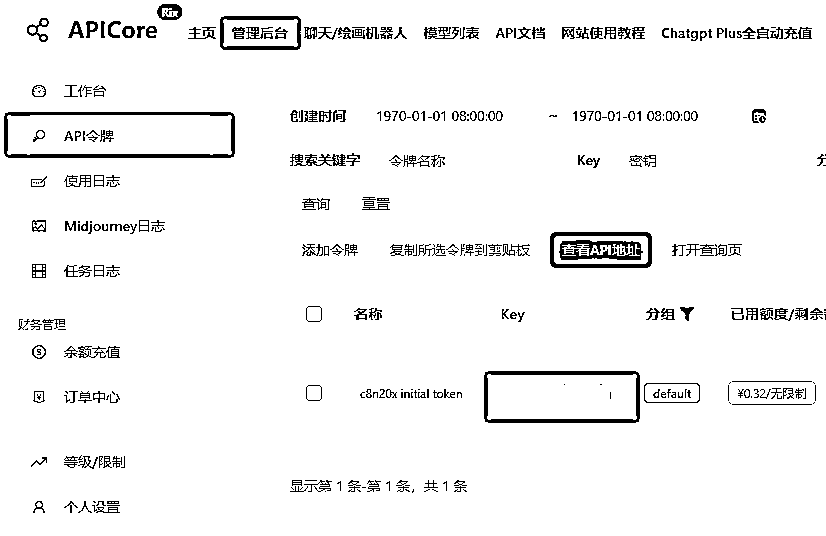 APICore Rix 主页 管理后台 聊天/绘画机器人 模型列表 API文档 网站使用教程 Chatgpt Plus全自动充值
工作台
API令牌
使用日志
Midjourney日志
任务日志
财务管理
余额充值
订单中心
等级/限制
个人设置
创建时间 1970-01-01 08:00:00 ~ 1970-01-01 08:00:00
搜索关键字 令牌名称 Key 密钥 分
查询 重置
添加令牌 复制所选令牌到剪贴板 查看API地址 打开查询页
名称 Key 分组 已用额度/剩余
c8n20x initial token default ¥0.32/无限制
显示第 1 条-第 1 条，共 1 条